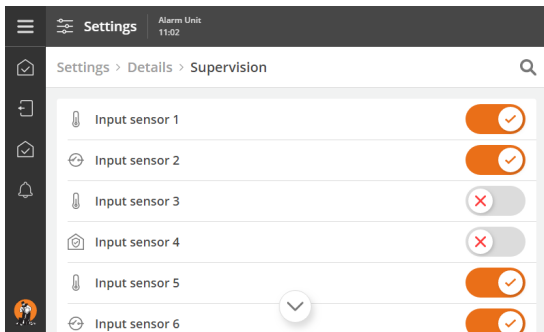 Settings
Alarm Unit
11:02
Settings > Details > Supervision
Input sensor 1
Input sensor 2
Input sensor 3
Input sensor 4
Input sensor 5
Input sensor 6